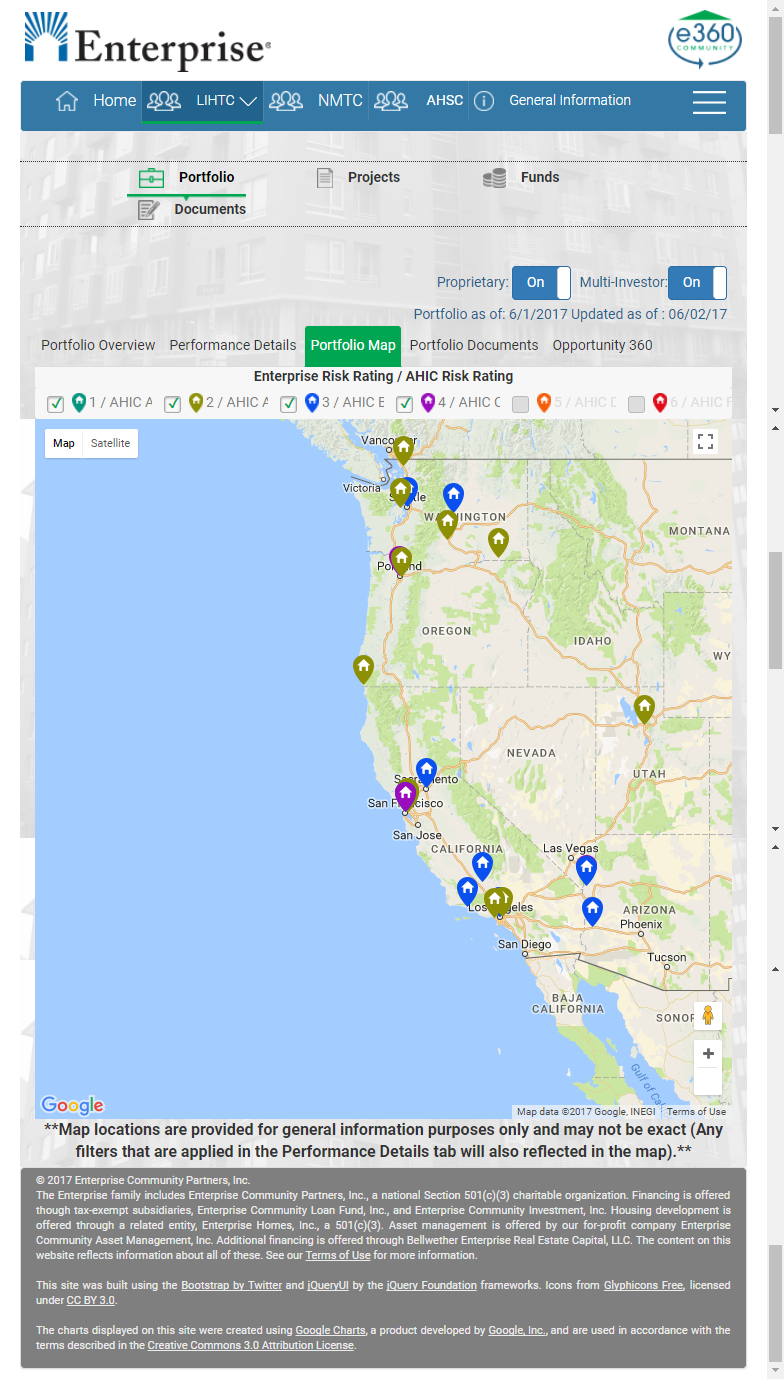 Enterprise®
e360
COMMUNITY
Home LIHTC NMTC AHSC General Information
Portfolio Projects Funds
Documents
Proprietary: On Multi-Investor: On
Portfolio as of: 6/1/2017 Updated as of : 06/02/17
Portfolio Overview Performance Details Portfolio Map Portfolio Documents Opportunity 360
Enterprise Risk Rating / AHIC Risk Rating
1 / AHIC 2 / AHIC 3 / AHIC 4 / AHIC 5 / AHIC 6 / AHIC
Map Satellite
Victoria
WASHINGTON
MONTANA
OREGON
IDAHO
WY
NEVADA
UTAH
San Jose
CALIFORNIA
Las Vegas
ARIZONA
Phoenix
San Diego
Tucson
BAJA
CALIFORNIA
SONOR
Gulf of
Google
Map data ©2017 Google, INEGI Terms of Use
**Map locations are provided for general information purposes only and may not be exact (Any
filters that are applied in the Performance Details tab will also reflected in the map).**
© 2017 Enterprise Community Partners, Inc.
The Enterprise family includes Enterprise Community Partners, Inc., a national Section 501(c)(3) charitable organization. Financing is offered
though tax-exempt subsidiaries, Enterprise Community Loan Fund, Inc., and Enterprise Community Investment, Inc. Housing development is
offered through a related entity, Enterprise Homes, Inc., a 501(c)(3). Asset management is offered by our for-profit company Enterprise
Community Asset Management, Inc. Additional financing is offered through Bellwether Enterprise Real Estate Capital, LLC. The content on this
website reflects information about all of these. See our Terms of Use for more information.
This site was built using the Bootstrap by Twitter and jQueryUI by the jQuery Foundation frameworks. Icons from Glyphicons Free, licensed
under CC BY 3.0.
The charts displayed on this site were created using Google Charts, a product developed by Google, Inc., and are used in accordance with the
terms described in the Creative Commons 3.0 Attribution License.